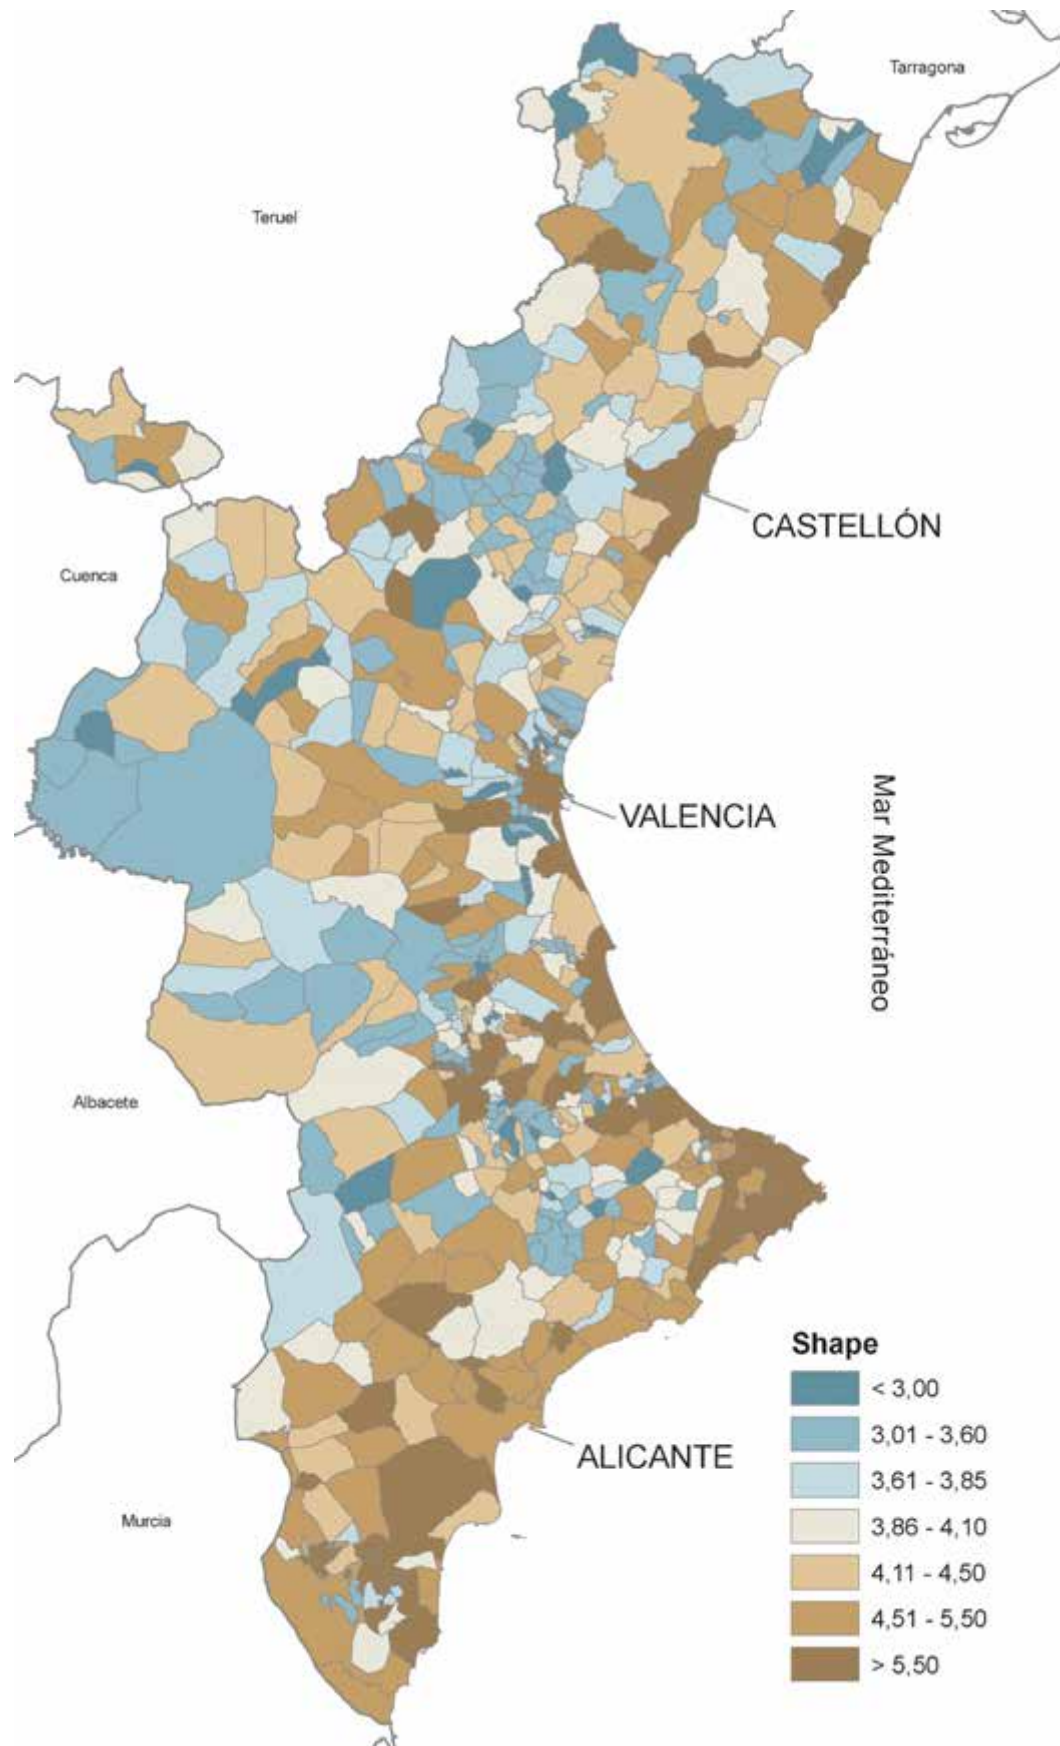 Tarragona
Teruel
CASTELLÓN
Cuenca
VALENCIA
Mar Mediterráneo
Albacete
Shape
< 3,00
3,01 - 3,60
ALICANTE
3,61 - 3,85
Murcia
3,86 - 4,10
4,11 - 4,50
4,51 - 5,50
> 5,50